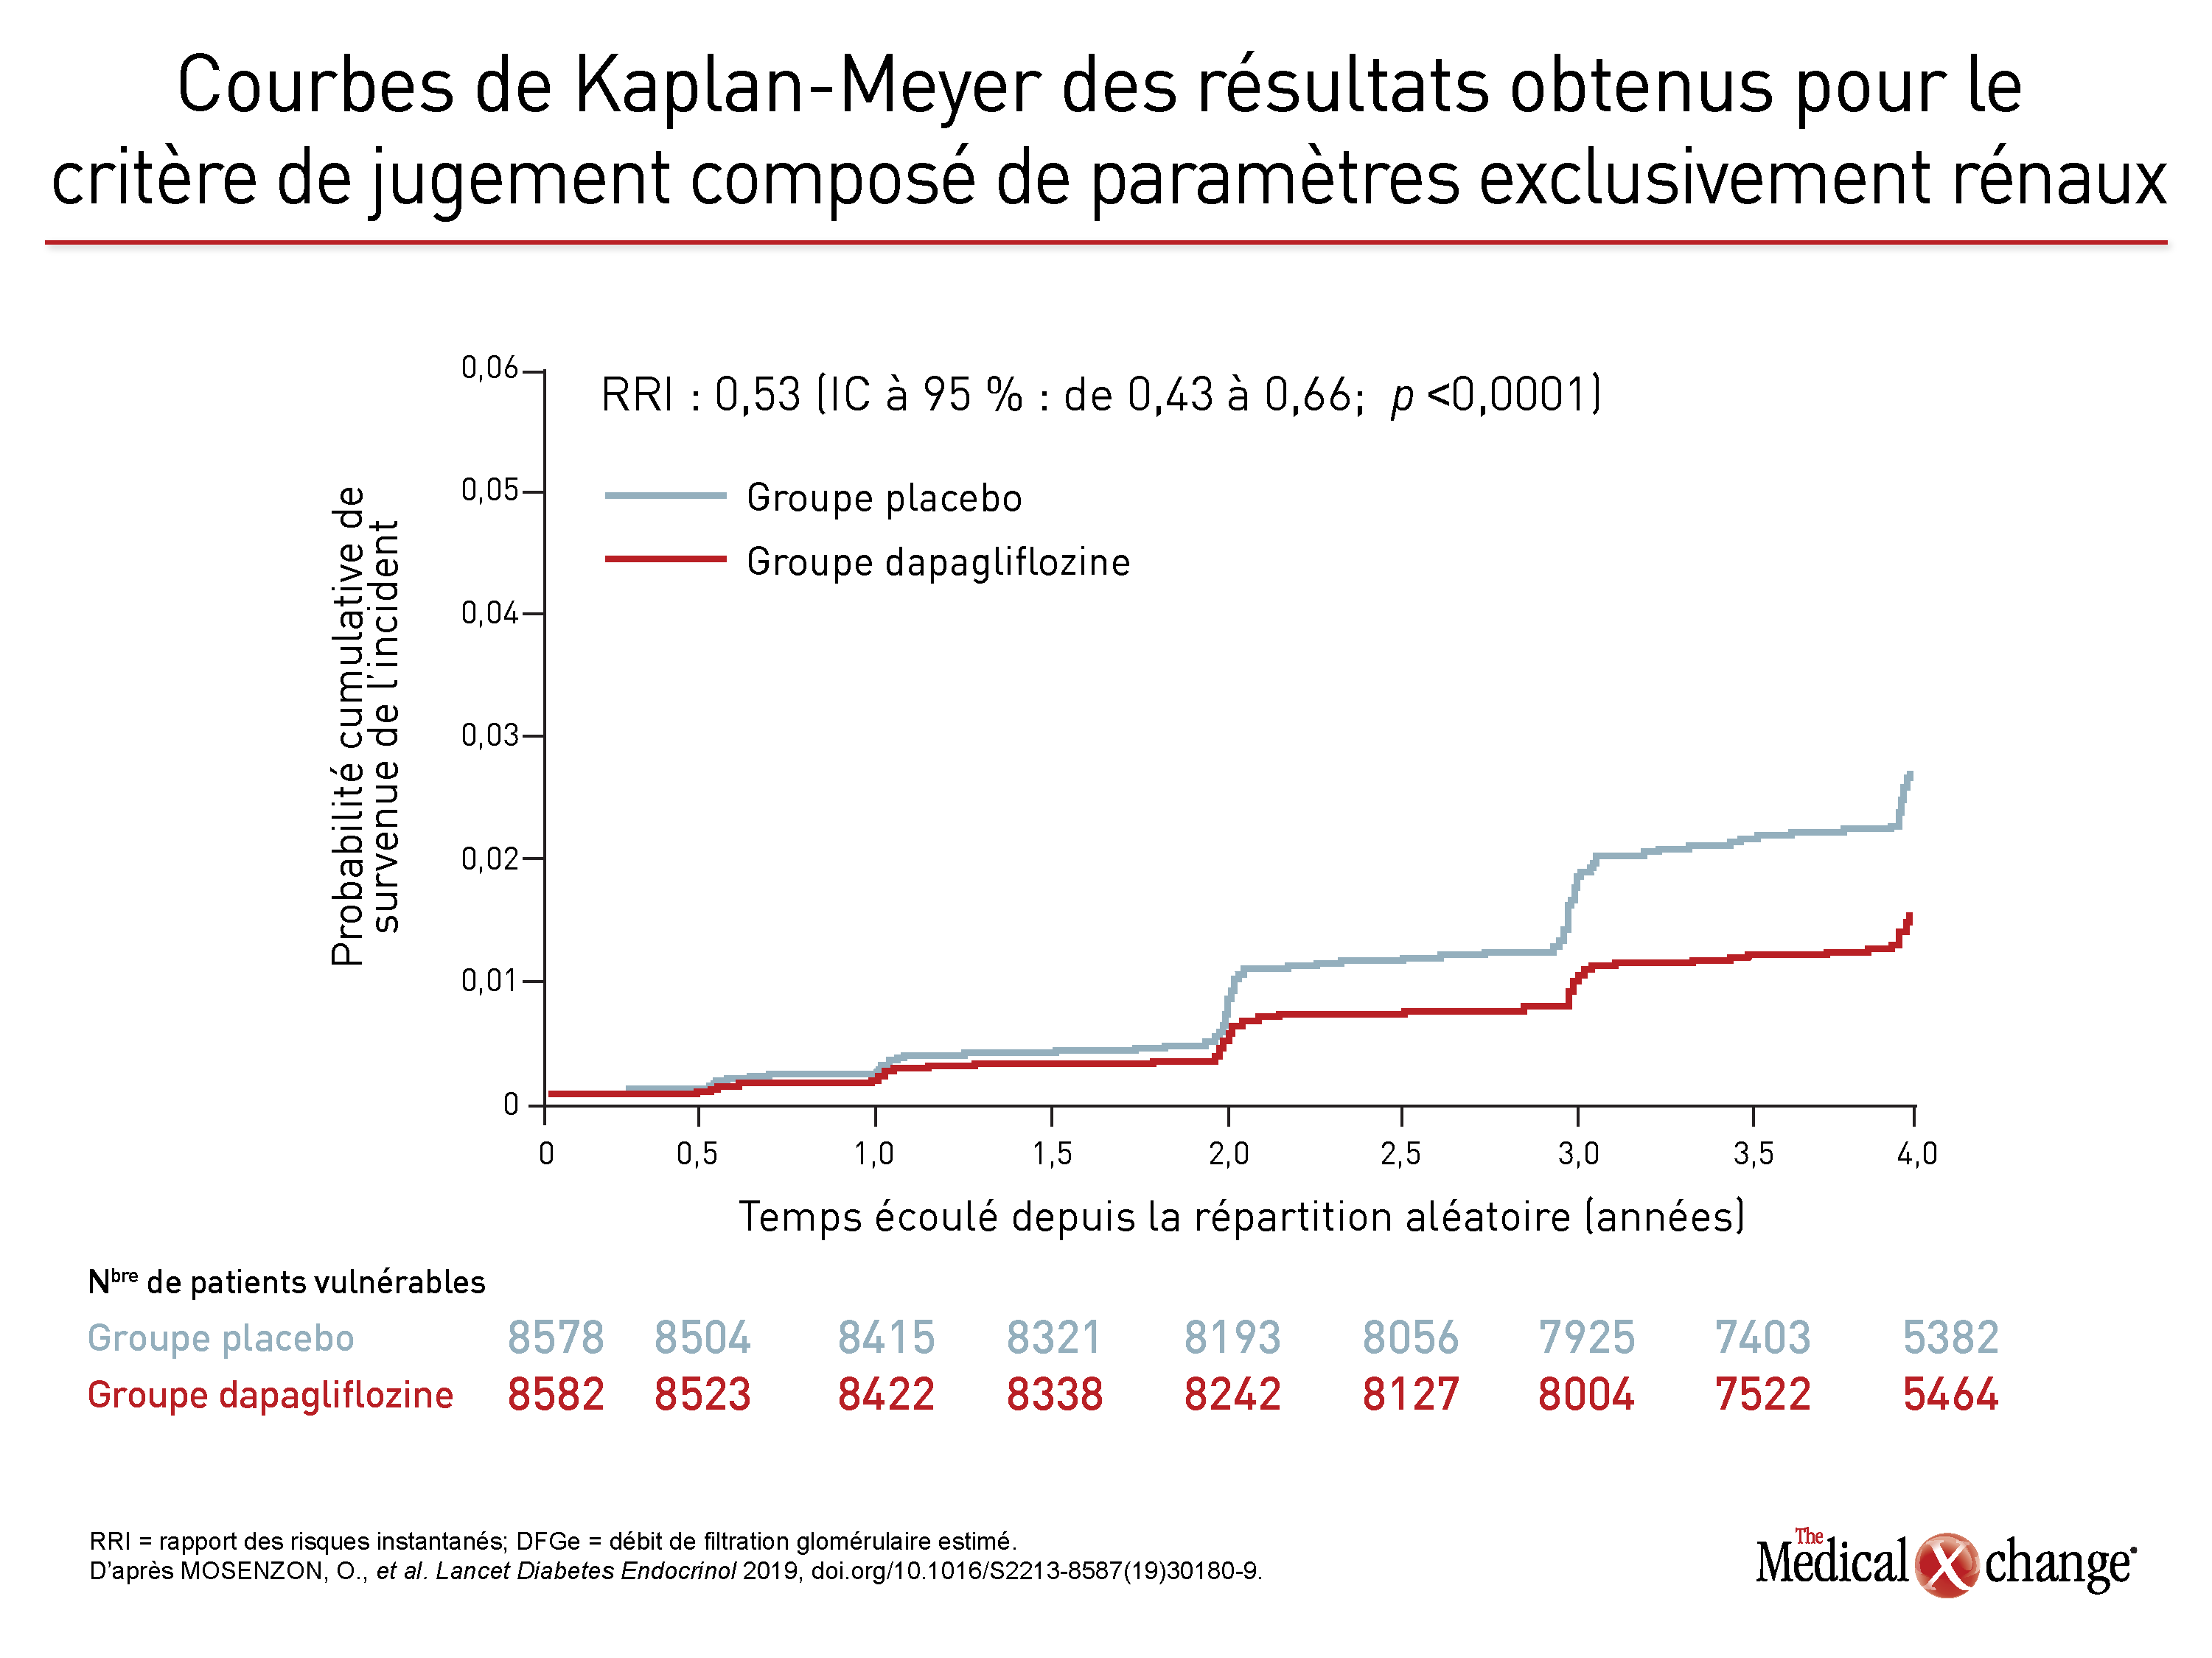 Courbes de Kaplan-Meyer des résultats obtenus pour le
critère de jugement composé de paramètres exclusivement rénaux
RRI : 0,53 (IC à 95 % : de 0,43 à 0,66; p <0,0001)
Groupe placebo
Groupe dapagliflozine
Probabilité cumulative de
survenue de l'incident
0,06
0,05
0,04
0,03
0,02
0,01
0
0 0,5 1,0 1,5 2,0 2,5 3,0 3,5 4,0
Temps écoulé depuis la répartition aléatoire (années)
Nbre de patients vulnérables
Groupe placebo 8578 8504 8415 8321 8193 8056 7925 7403 5382
Groupe dapagliflozine 8582 8523 8422 8338 8242 8127 8004 7522 5464
RRI = rapport des risques instantanés; DFGe = débit de filtration glomérulaire estimé.
D'après MOSENZON, O., et al. Lancet Diabetes Endocrinol 2019, doi.org/10.1016/S2213-8587(19)30180-9.
The
Medical X change